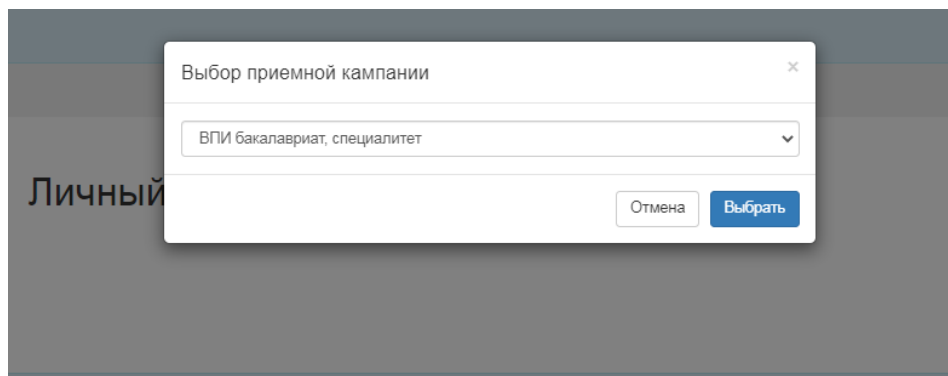 Выбор приемной кампании
×
ВПИ бакалавриат, специалитет
Личный
Отмена
Выбрать